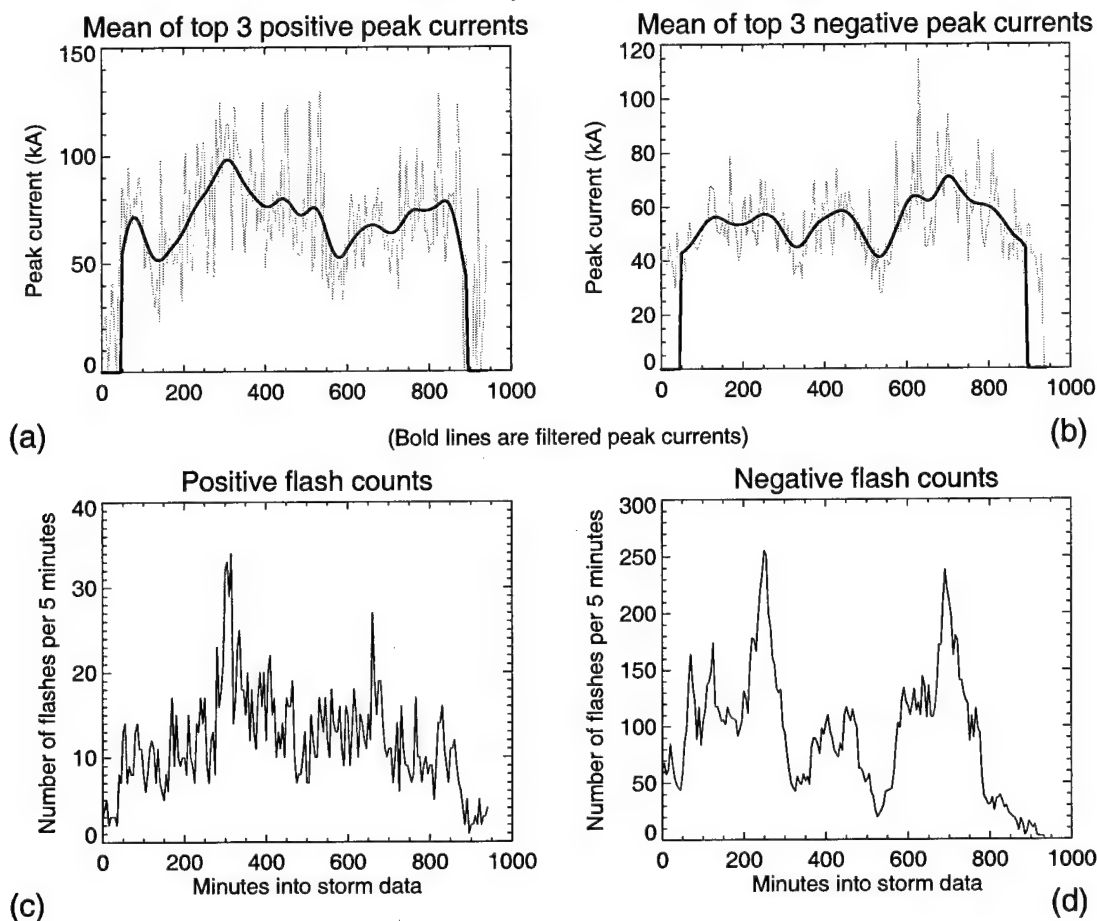 Mean of top 3 positive peak currents
Peak current (kA)
150
100
50
0
0 200 400 600 800 1000
(a)
Mean of top 3 negative peak currents
Peak current (kA)
120
100
80
60
40
20
0
0 200 400 600 800 1000
(b)
(Bold lines are filtered peak currents)
Positive flash counts
Number of flashes per 5 minutes
40
30
20
10
0
0 200 400 600 800 1000
Minutes into storm data
(c)
Negative flash counts
Number of flashes per 5 minutes
300
250
200
150
100
50
0
0 200 400 600 800 1000
Minutes into storm data
(d)